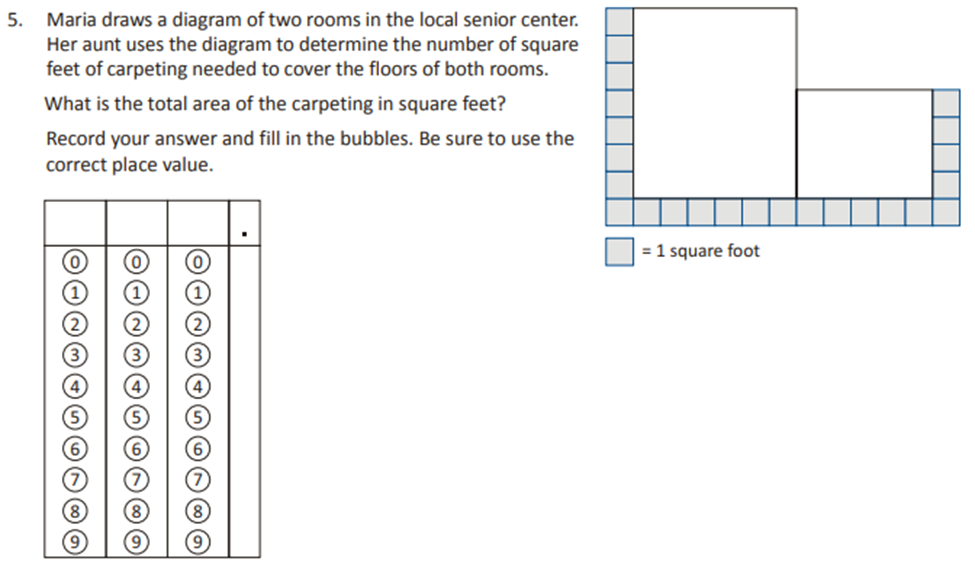 5. Maria draws a diagram of two rooms in the local senior center.
Her aunt uses the diagram to determine the number of square
feet of carpeting needed to cover the floors of both rooms.
What is the total area of the carpeting in square feet?
Record your answer and fill in the bubbles. Be sure to use the
correct place value.
= 1 square foot
.
0 0 0
1 1 1
2 2 2
3 3 3
4 4 4
5 5 5
6 6 6
7 7 7
8 8 8
9 9 9